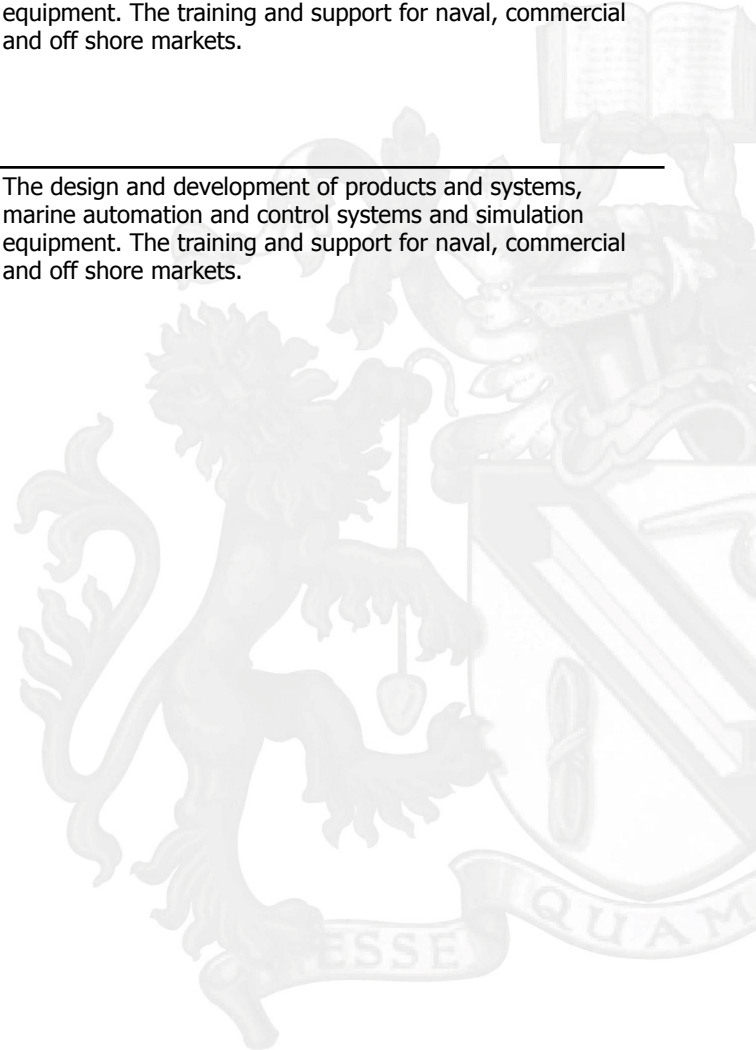 equipment. The training and support for naval, commercial
and off shore markets.
The design and development of products and systems,
marine automation and control systems and simulation
equipment. The training and support for naval, commercial
and off shore markets.
ESSE QUAM